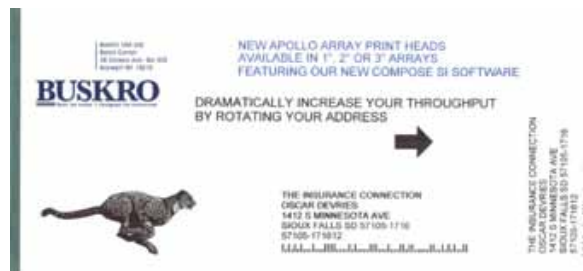 NEW APOLLO ARRAY PRINT HEADS
AVAILABLE IN 1", 2" OR 3" ARRAYS
FEATURING OUR NEW COMPOSE SI SOFTWARE
BUSKRO
DRAMATICALLY INCREASE YOUR THROUGHPUT
BY ROTATING YOUR ADDRESS
THE INSURANCE CONNECTION
OSCAR DEVRIES
1412 S MINNESOTA AVE
SIOUX FALLS SD 57105-1716
57105-171612
THE INSURANCE CONNECTION
OSCAR DEVRIES
1412 S MINNESOTA AVE
SIOUX FALLS SD 57105-1716
57105-171612